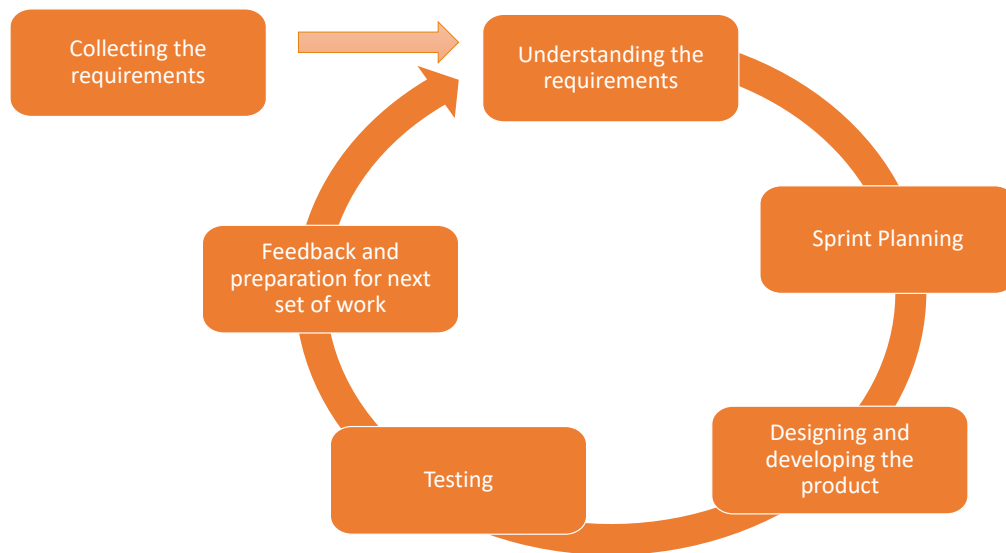 Collecting the
requirements
Understanding the
requirements
Sprint Planning
Designing and
developing the
product
Testing
Feedback and
preparation for next
set of work